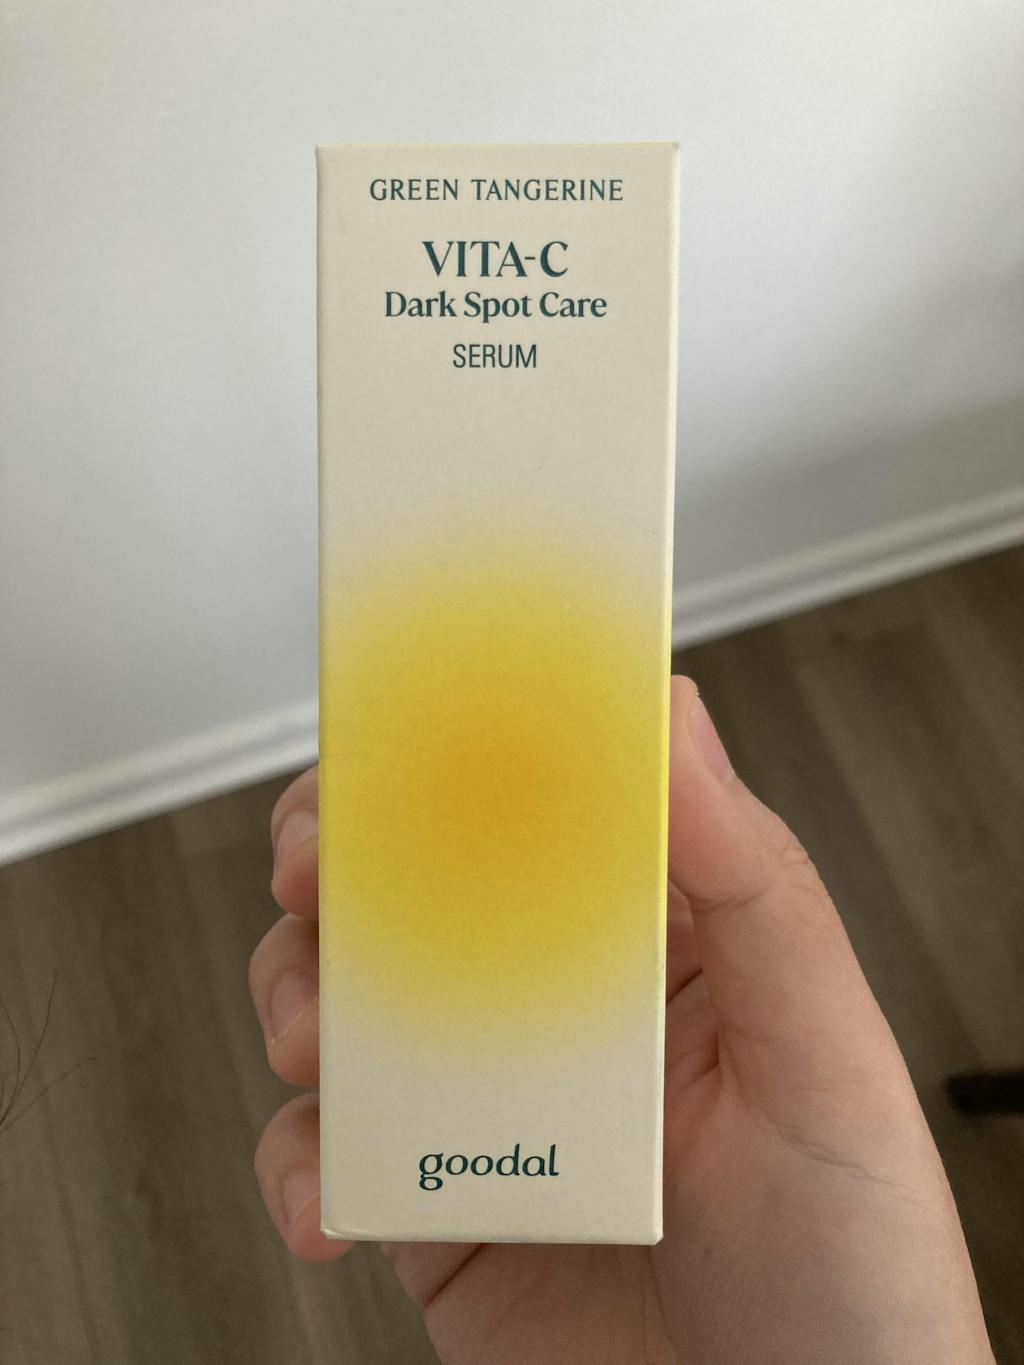 GREEN TANGERINE
VITA-C
Dark Spot Care
SERUM
goodal